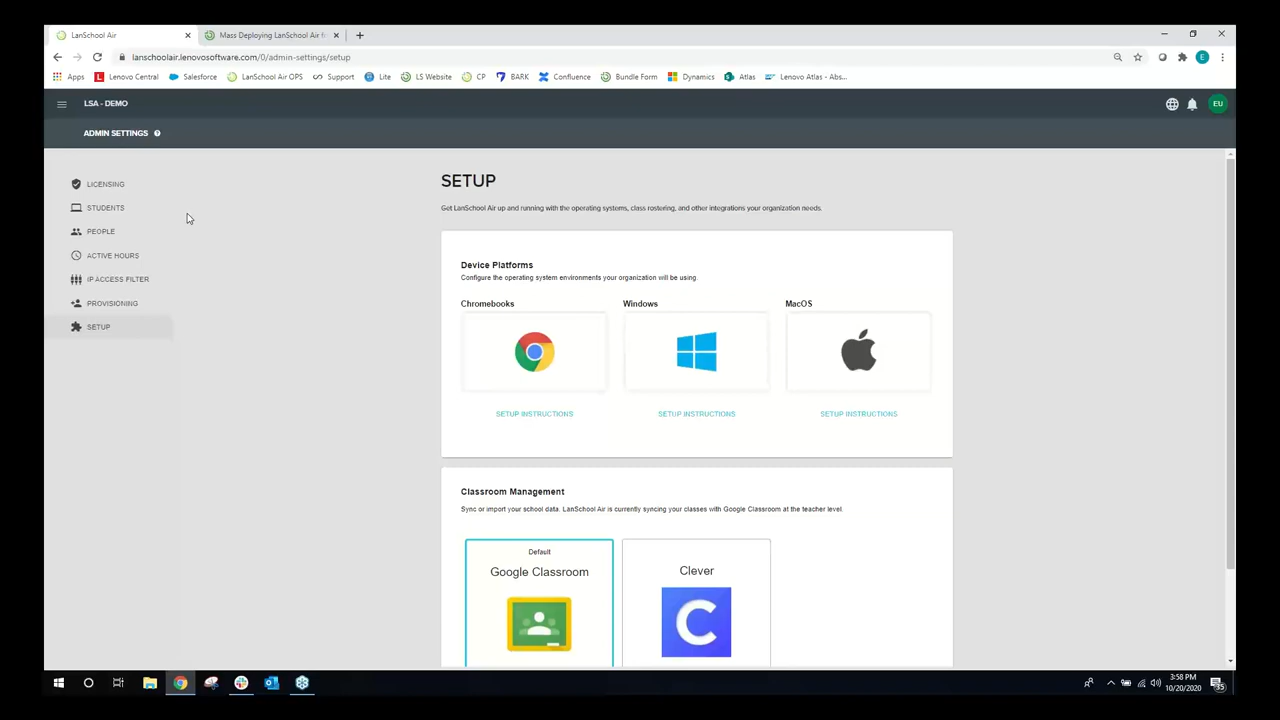 LanSchool Air
Mass Deploying LanSchool Air fr
lanschoolair.lenovosoftware.com/0/admin-settings/setup
E
Apps
Lenovo Central
Salesforce
LanSchool Air OPS
Support
Lite
LS Website
CP
BARK
Confluence
Bundle Form
Dynamics
Atlas
Lenovo Atlas - Abs...
LSA - DEMO
EU
ADMIN SETTINGS
LICENSING
STUDENTS
PEOPLE
ACTIVE HOURS
IP ACCESS FILTER
PROVISIONING
SETUP
SETUP
Get LanSchool Air up and running with the operating systems, class rostering, and other integrations your organization needs.
Device Platforms
Configure the operating system environments your organization will be using.
Chromebooks
Windows
MacOS
SETUP INSTRUCTIONS
SETUP INSTRUCTIONS
SETUP INSTRUCTIONS
Classroom Management
Sync or import your school data. LanSchool Air is currently syncing your classes with Google Classroom at the teacher level.
Default
Google Classroom
Clever
C
3:58 PM
10/20/2020
35